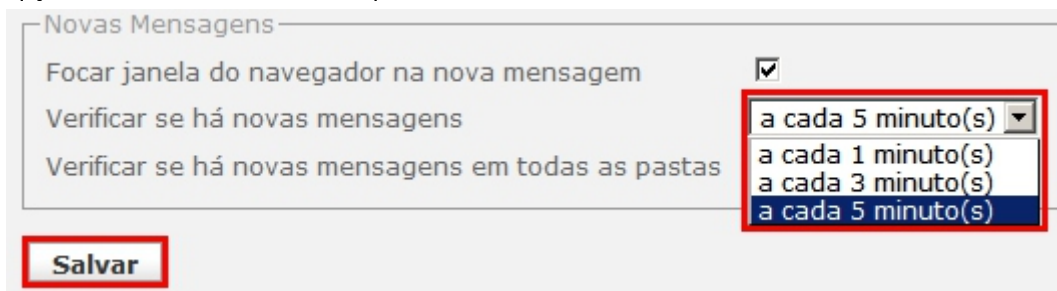 Novas Mensagens
Focar janela do navegador na nova mensagem
Verificar se há novas mensagens a cada 5 minuto(s)
a cada 1 minuto(s)
Verificar se há novas mensagens em todas as pastas
a cada 3 minuto(s)
a cada 5 minuto(s)
Salvar